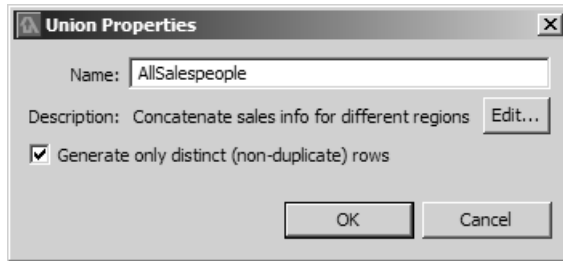 Union Properties
Name: AllSalespeople
Description: Concatenate sales info for different regions Edit...
Generate only distinct (non-duplicate) rows
OK Cancel